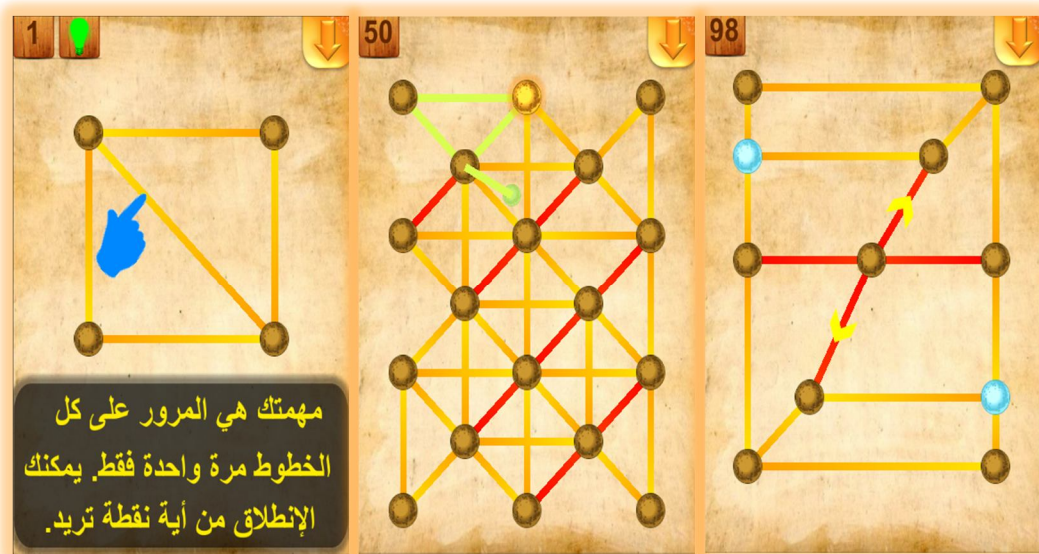 1
50
98
مهمتك هي المرور على كل
الخطوط مرة واحدة فقط. يمكنك
الإنطلاق من أية نقطة تريد.